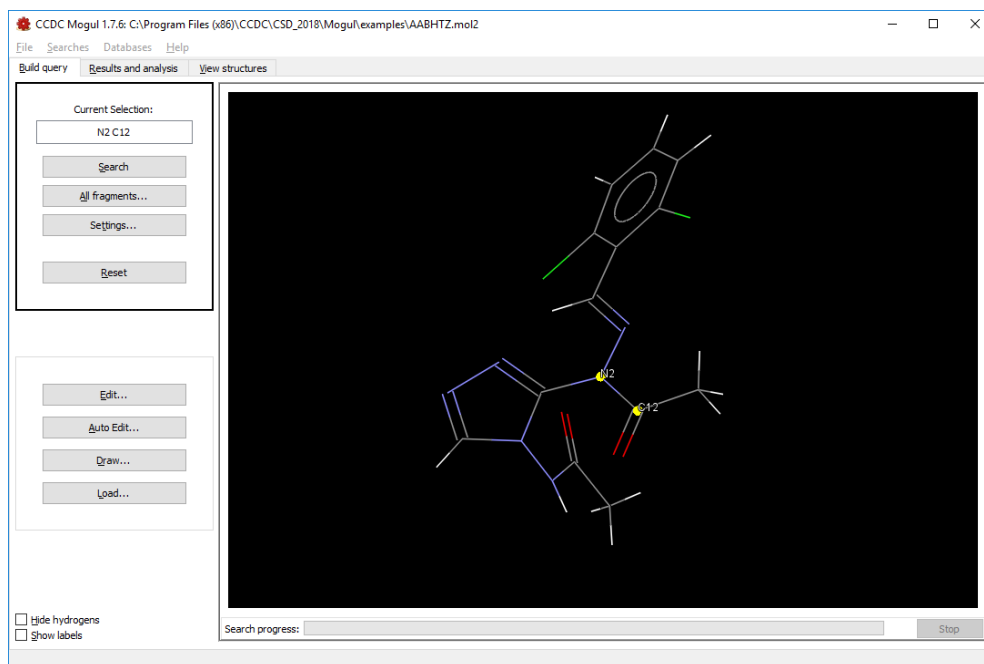 CCDC Mogul 1.7.6: C:\Program Files (x86)\CCDC\CSD_2018\Mogul\examples\AABHTZ.mol2
File Searches Databases Help
Build query Results and analysis View structures
Current Selection:
N2 C12
Search
All fragments...
Settings...
Reset
Edit...
Auto Edit...
Draw...
Load...
N2
C12
Hide hydrogens
Show labels
Search progress:
Stop